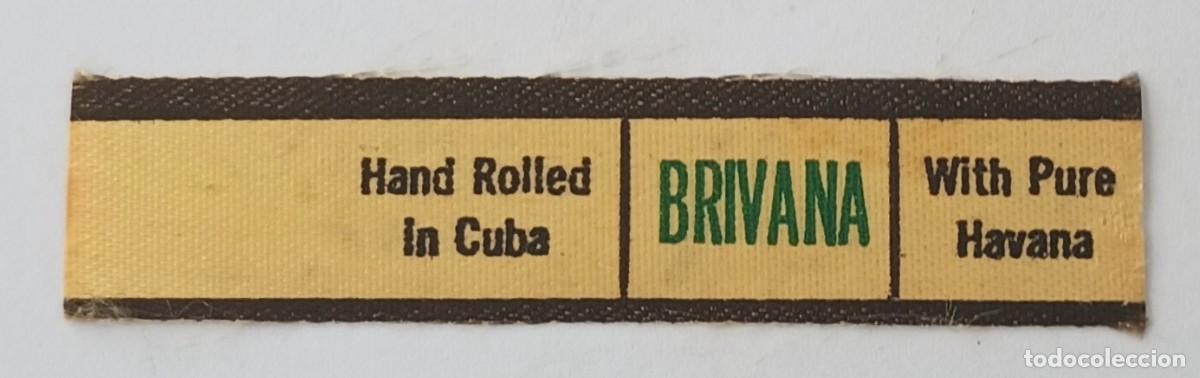 Hand Rolled
in Cuba
BRIVANA
With Pure
Havana
todocoleccion